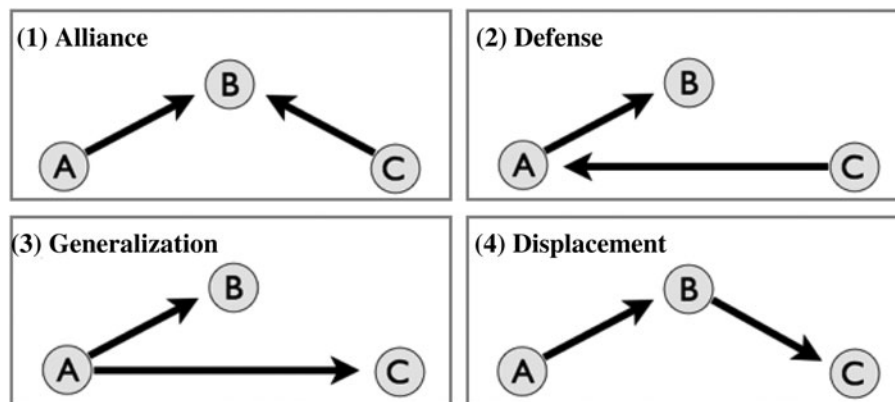 (1) Alliance
B
A
C
(2) Defense
B
A
C
(3) Generalization
B
A
C
(4) Displacement
B
A
C